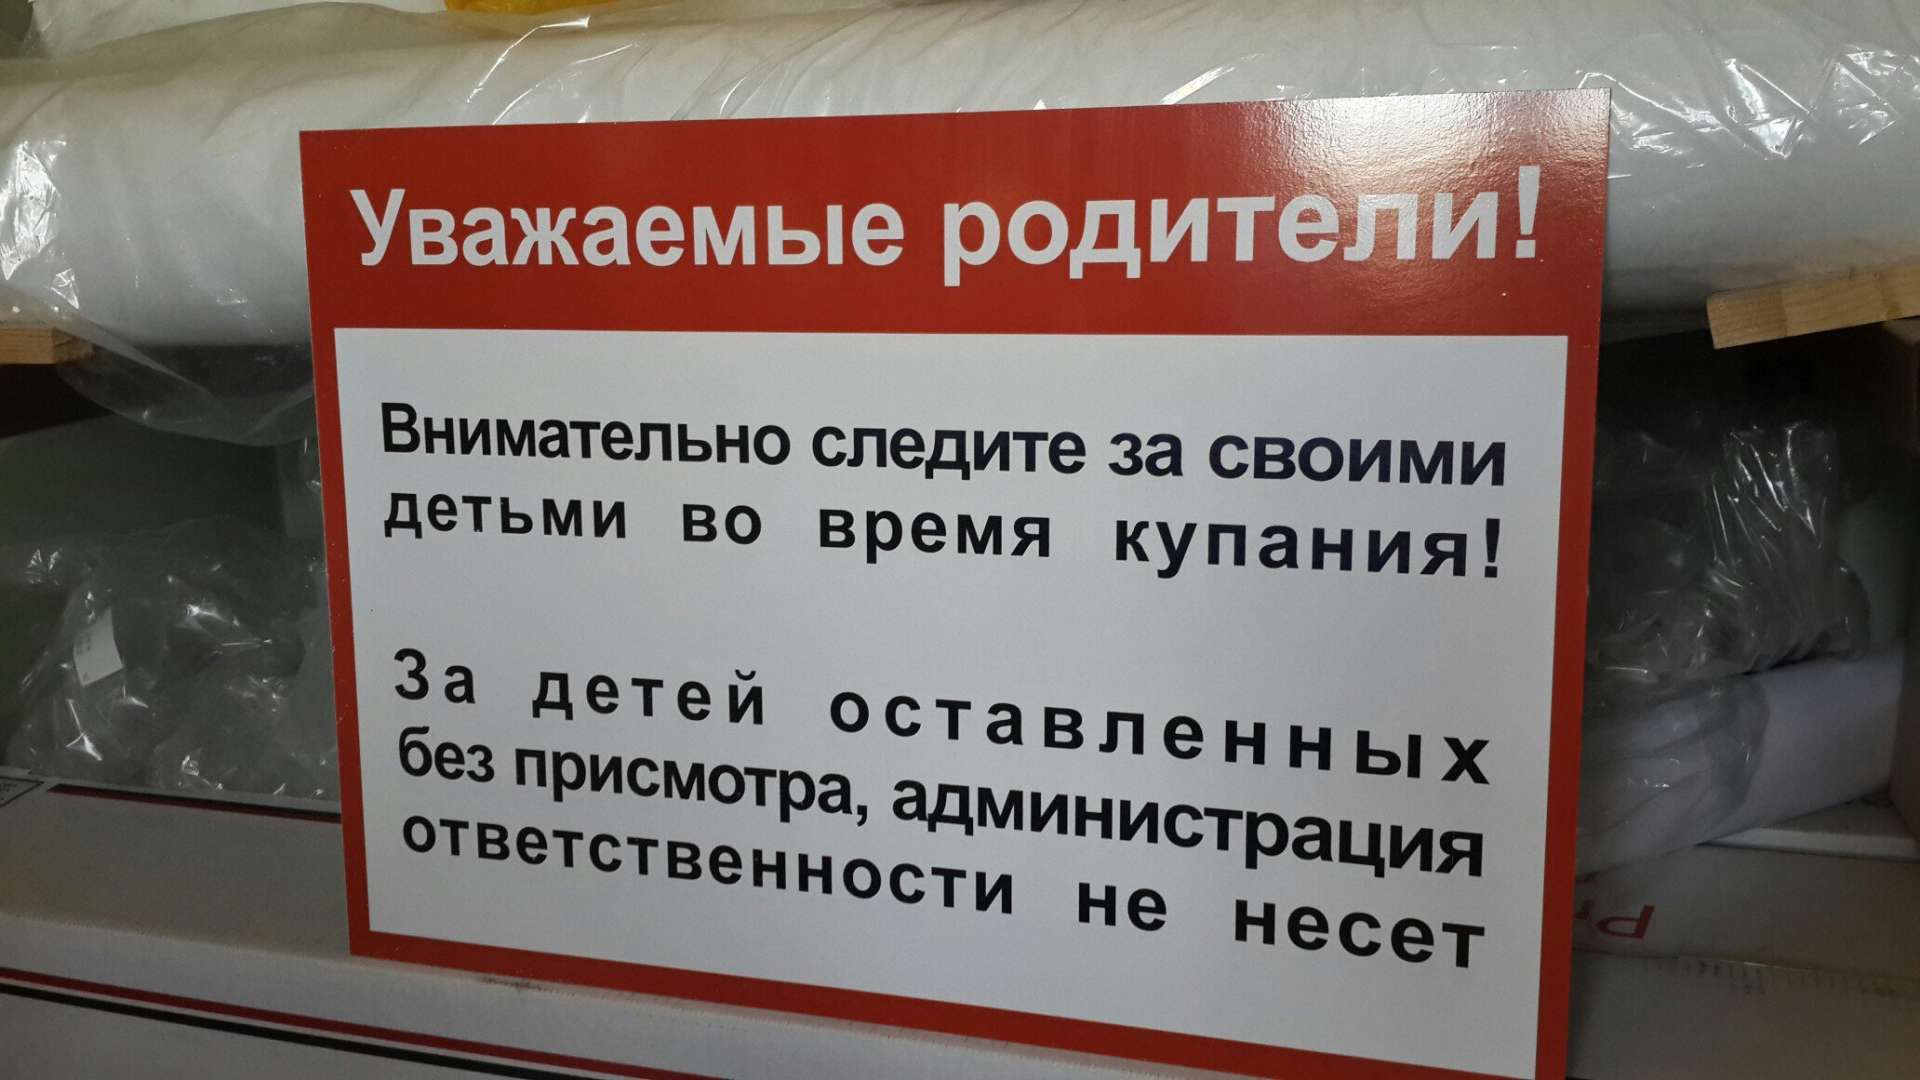 Уважаемые родители!
Внимательно следите за своими
детьми во время купания!
За детей оставленных
без присмотра, администрация
ответственности не несет